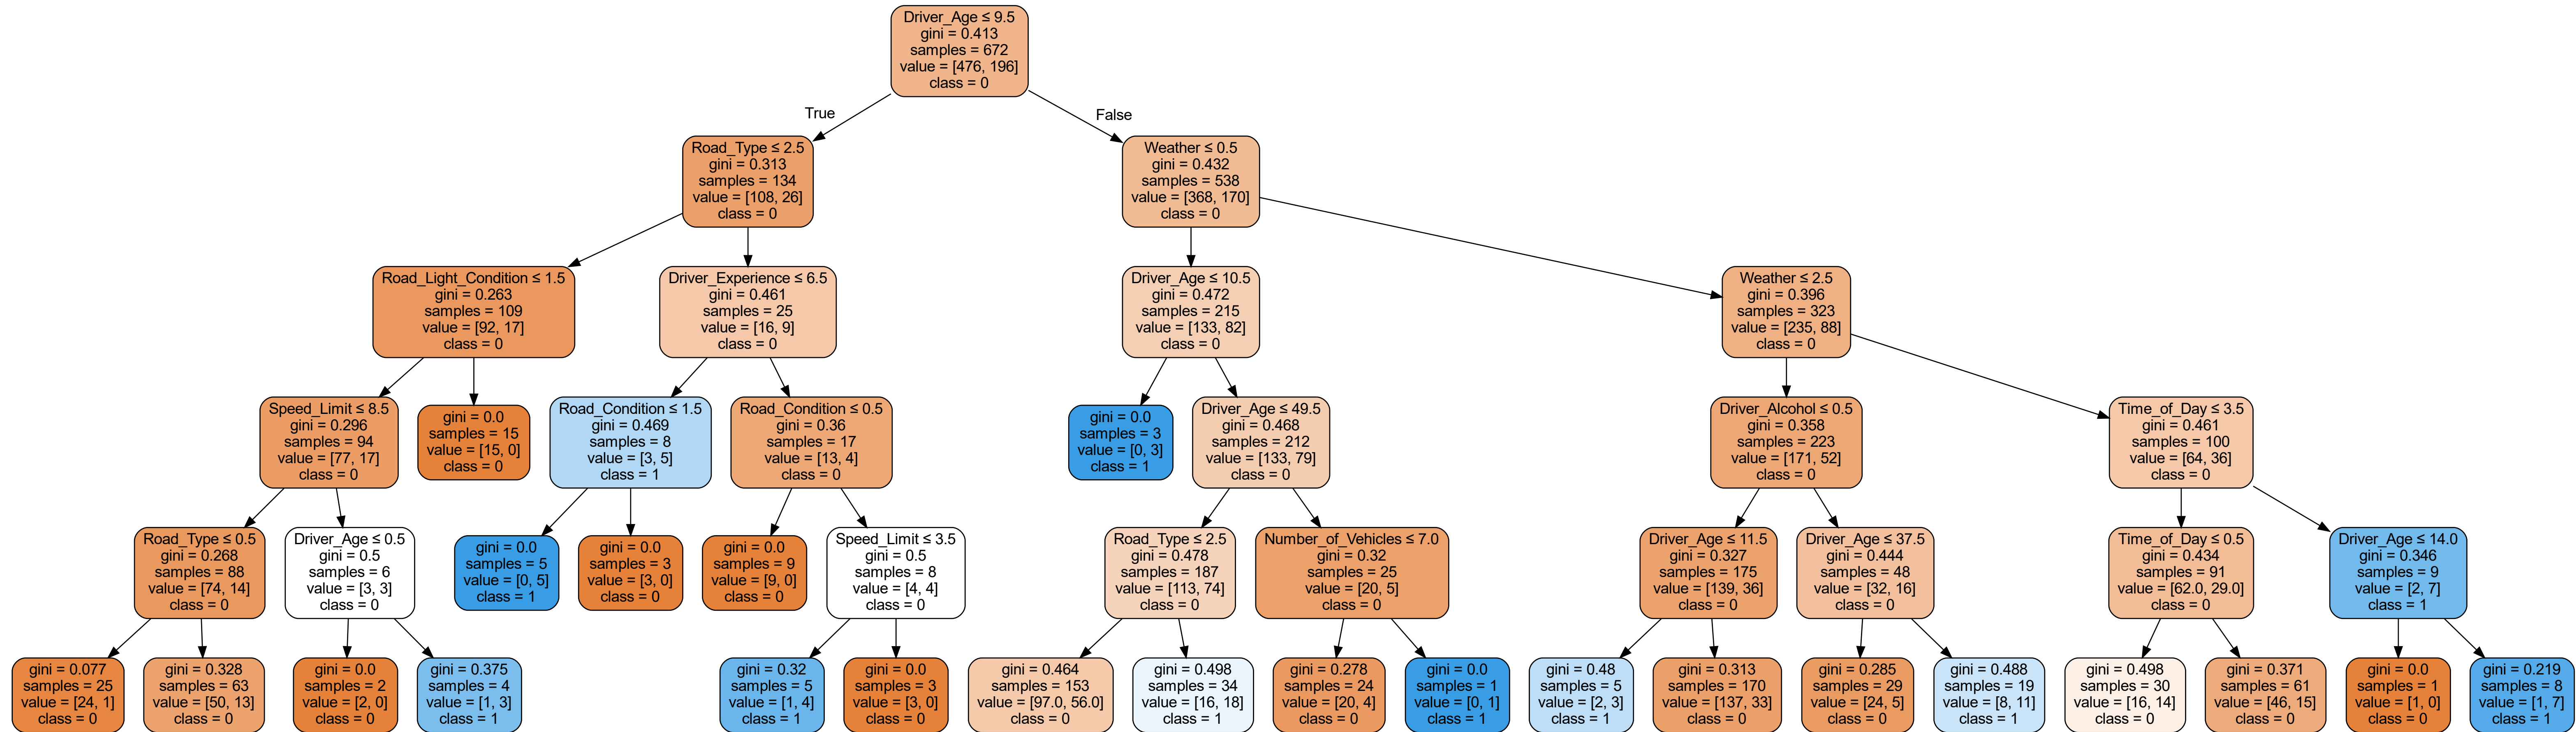 Driver_Age ≤ 9.5
gini = 0.413
samples = 672
value = [476, 196]
class = 0
True
False
Road_Type ≤ 2.5
gini = 0.313
samples = 134
value = [108, 26]
class = 0
Weather ≤ 0.5
gini = 0.432
samples = 538
value = [368, 170]
class = 0
Road_Light_Condition ≤ 1.5
gini = 0.263
samples = 109
value = [92, 17]
class = 0
Driver_Experience ≤ 6.5
gini = 0.461
samples = 25
value = [16, 9]
class = 0
Driver_Age ≤ 10.5
gini = 0.472
samples = 215
value = [133, 82]
class = 0
Weather ≤ 2.5
gini = 0.396
samples = 323
value = [235, 88]
class = 0
Speed_Limit ≤ 8.5
gini = 0.296
samples = 94
value = [77, 17]
class = 0
gini = 0.0
samples = 15
value = [15, 0]
class = 0
Road_Condition ≤ 1.5
gini = 0.469
samples = 8
value = [3, 5]
class = 1
Road_Condition ≤ 0.5
gini = 0.36
samples = 17
value = [13, 4]
class = 0
gini = 0.0
samples = 3
value = [0, 3]
class = 1
Driver_Age ≤ 49.5
gini = 0.468
samples = 212
value = [133, 79]
class = 0
Driver_Alcohol ≤ 0.5
gini = 0.358
samples = 223
value = [171, 52]
class = 0
Time_of_Day ≤ 3.5
gini = 0.461
samples = 100
value = [64, 36]
class = 0
Road_Type ≤ 0.5
gini = 0.268
samples = 88
value = [74, 14]
class = 0
Driver_Age ≤ 0.5
gini = 0.5
samples = 6
value = [3, 3]
class = 0
gini = 0.0
samples = 5
value = [0, 5]
class = 1
gini = 0.0
samples = 3
value = [3, 0]
class = 0
gini = 0.0
samples = 9
value = [9, 0]
class = 0
Speed_Limit ≤ 3.5
gini = 0.5
samples = 8
value = [4, 4]
class = 0
Road_Type ≤ 2.5
gini = 0.478
samples = 187
value = [113, 74]
class = 0
Number_of_Vehicles ≤ 7.0
gini = 0.32
samples = 25
value = [20, 5]
class = 0
Driver_Age ≤ 11.5
gini = 0.327
samples = 175
value = [139, 36]
class = 0
Driver_Age ≤ 37.5
gini = 0.444
samples = 48
value = [32, 16]
class = 0
Time_of_Day ≤ 0.5
gini = 0.434
samples = 91
value = [62.0, 29.0]
class = 0
Driver_Age ≤ 14.0
gini = 0.346
samples = 9
value = [2, 7]
class = 1
gini = 0.077
samples = 25
value = [24, 1]
class = 0
gini = 0.328
samples = 63
value = [50, 13]
class = 0
gini = 0.0
samples = 2
value = [2, 0]
class = 0
gini = 0.375
samples = 4
value = [1, 3]
class = 1
gini = 0.32
samples = 5
value = [1, 4]
class = 1
gini = 0.0
samples = 3
value = [3, 0]
class = 0
gini = 0.464
samples = 153
value = [97.0, 56.0]
class = 0
gini = 0.498
samples = 34
value = [16, 18]
class = 1
gini = 0.278
samples = 24
value = [20, 4]
class = 0
gini = 0.0
samples = 1
value = [0, 1]
class = 1
gini = 0.48
samples = 5
value = [2, 3]
class = 1
gini = 0.313
samples = 170
value = [137, 33]
class = 0
gini = 0.285
samples = 29
value = [24, 5]
class = 0
gini = 0.488
samples = 19
value = [8, 11]
class = 1
gini = 0.498
samples = 30
value = [16, 14]
class = 0
gini = 0.371
samples = 61
value = [46, 15]
class = 0
gini = 0.0
samples = 1
value = [1, 0]
class = 0
gini = 0.219
samples = 8
value = [1, 7]
class = 1